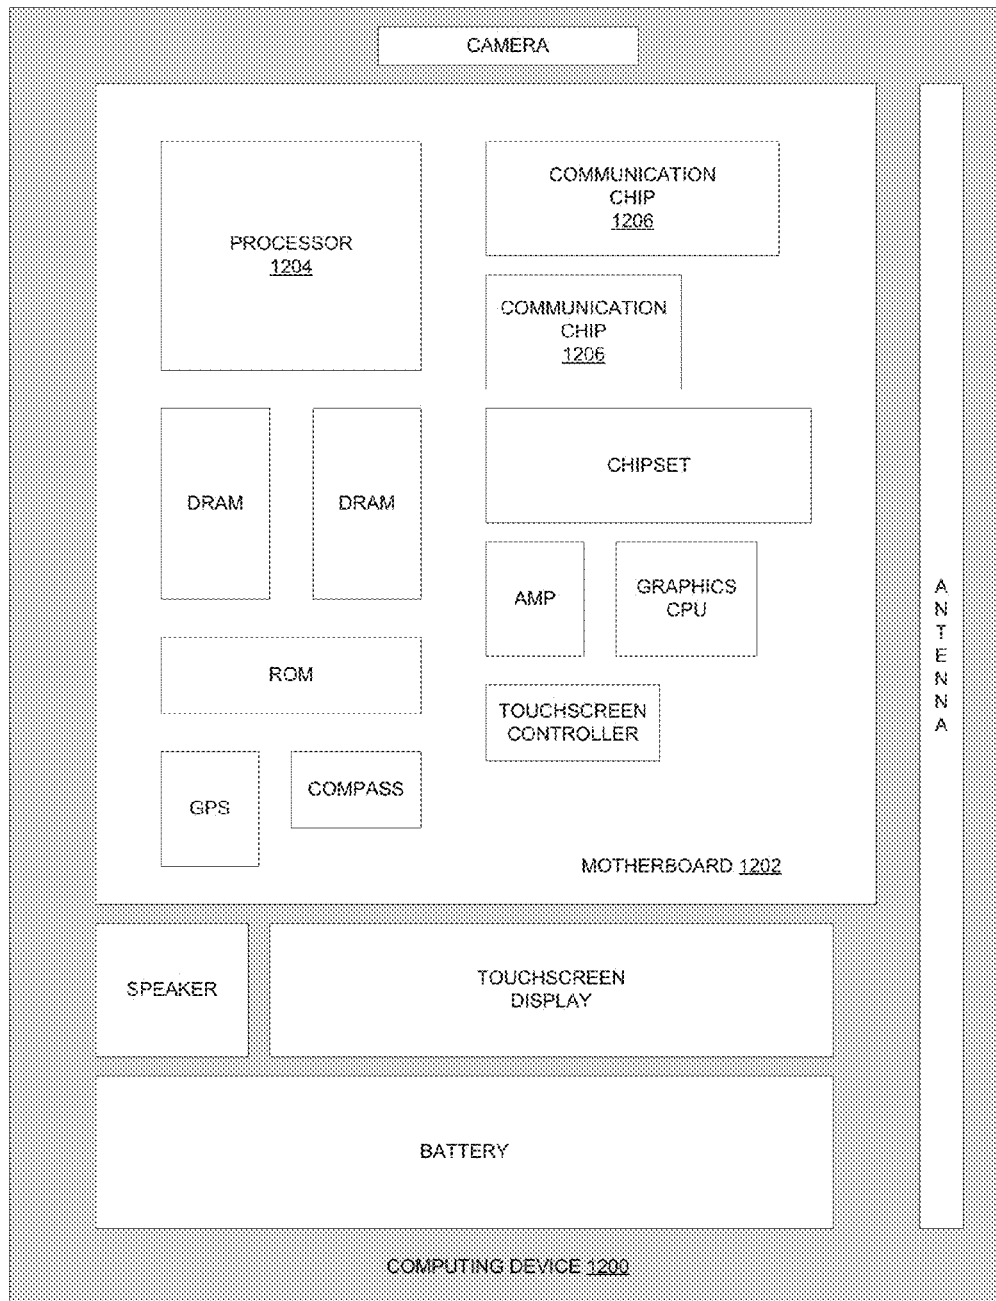 CAMERA
PROCESSOR
1204
COMMUNICATION
CHIP
1206
COMMUNICATION
CHIP
1206
DRAM
DRAM
CHIPSET
AMP
GRAPHICS
CPU
ROM
TOUCHSCREEN
CONTROLLER
GPS
COMPASS
MOTHERBOARD 1202
ANTENNA
SPEAKER
TOUCHSCREEN
DISPLAY
BATTERY
COMPUTING DEVICE 1200